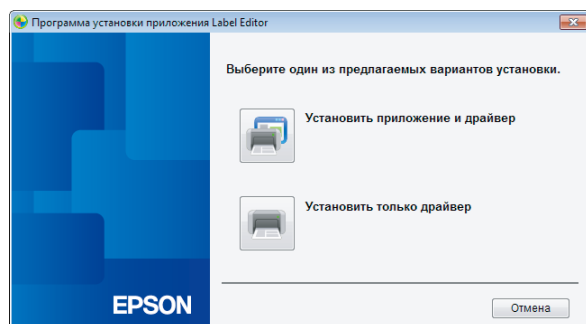 Программа установки приложения Label Editor
Выберите один из предлагаемых вариантов установки.
Установить приложение и драйвер
Установить только драйвер
EPSON
Отмена